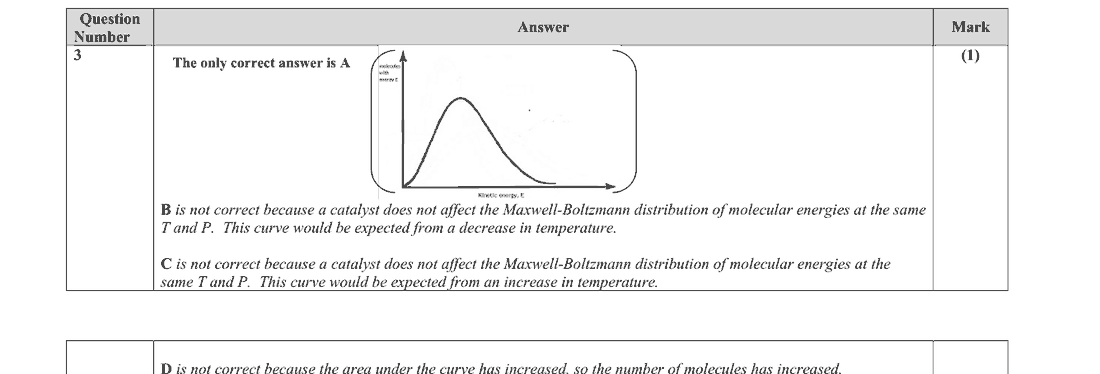 Question
Number
Answer
Mark
3
The only correct answer is A
(1)
molecules
with
energy E
Kinetic energy, E
B is not correct because a catalyst does not affect the Maxwell-Boltzmann distribution of molecular energies at the same
T and P. This curve would be expected from a decrease in temperature.
C is not correct because a catalyst does not affect the Maxwell-Boltzmann distribution of molecular energies at the
same T and P. This curve would be expected from an increase in temperature.
D is not correct because the area under the curve has increased, so the number of molecules has increased.